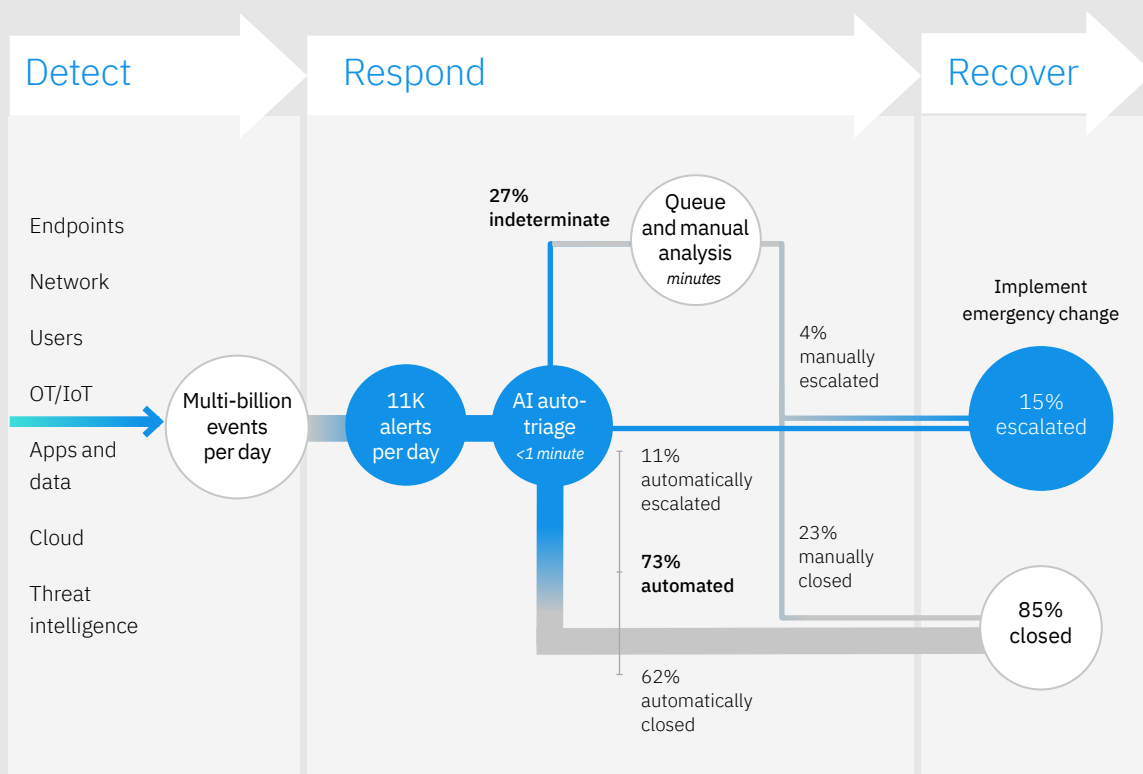 Detect
Respond
Recover
Endpoints
Network
Users
OT/IoT
Apps and
data
Cloud
Threat
intelligence
Multi-billion
events
per day
11K
alerts
per day
AI auto-
triage
<1 minute
27%
indeterminate
Queue
and manual
analysis
minutes
4%
manually
escalated
11%
automatically
escalated
73%
automated
62%
automatically
closed
23%
manually
closed
Implement
emergency change
15%
escalated
85%
closed